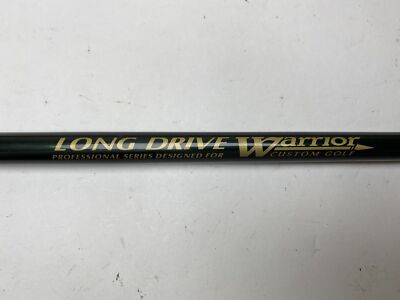 LONG DRIVE Warrior
PROFESSIONAL SERIES DESIGNED FOR CUSTOM GOLF